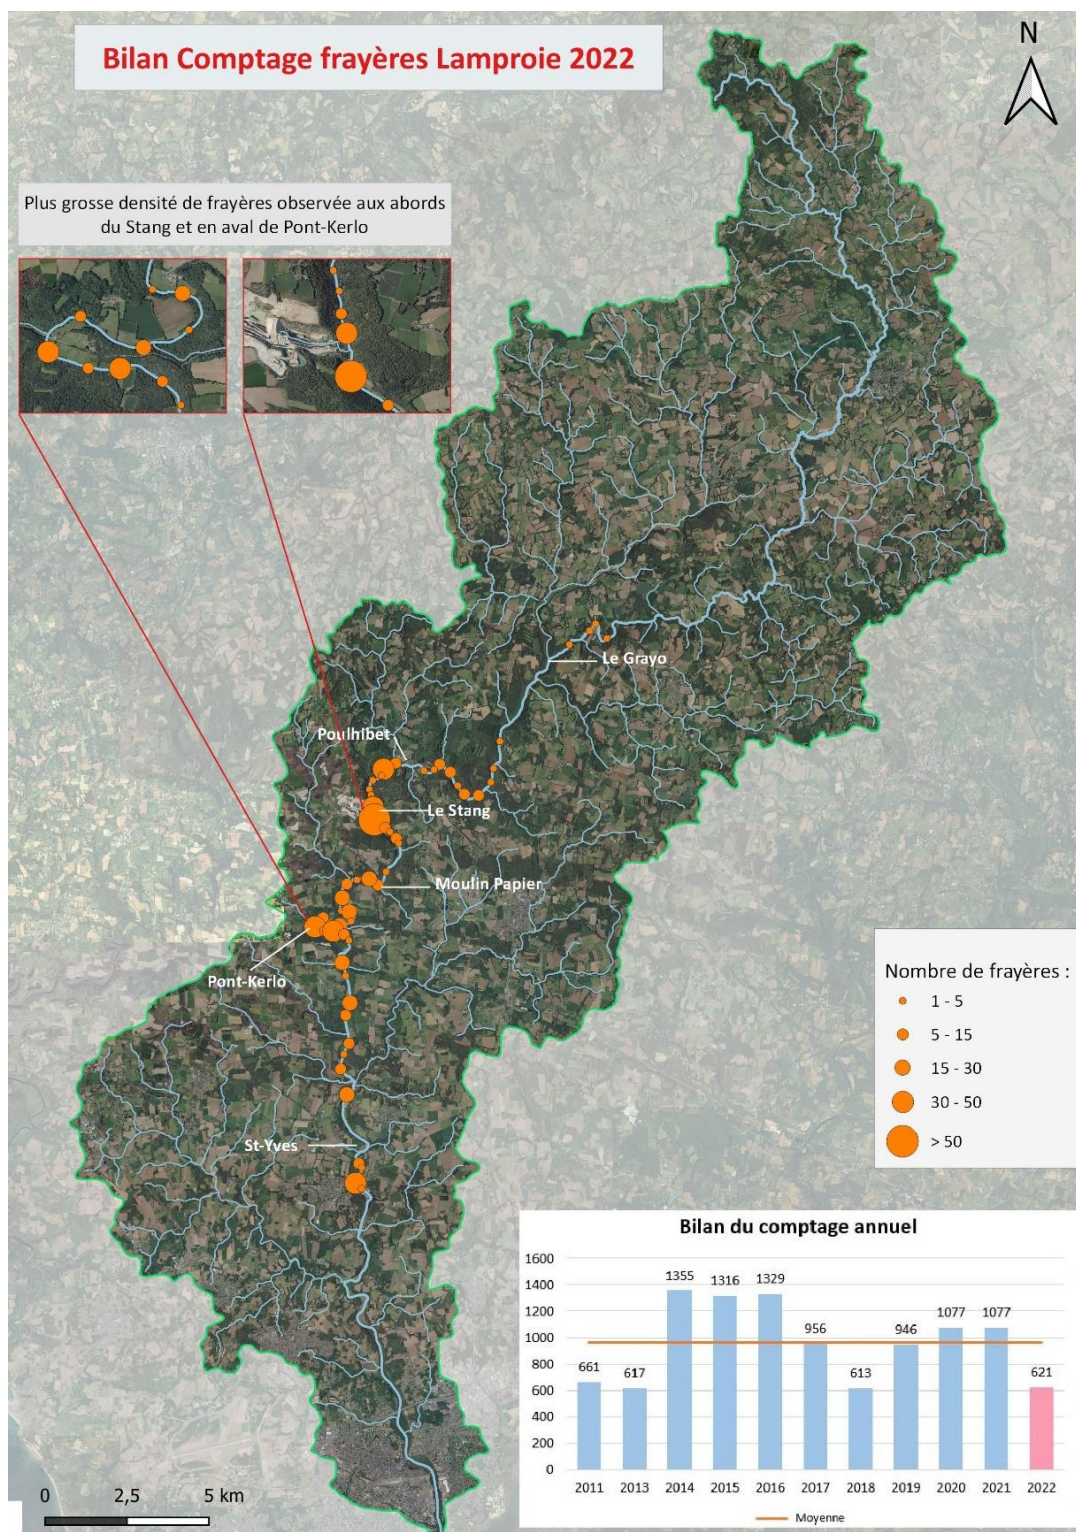 Bilan Comptage frayères Lamproie 2022
N
Plus grosse densité de frayères observée aux abords
du Stang et en aval de Pont-Kerlo
Le Grayo
Poulhibet
Le Stang
Moulin Papier
Pont-Kerlo
St-Yves
Nombre de frayères :
1 - 5
5 - 15
15 - 30
30 - 50
> 50
Bilan du comptage annuel
1600
1400
1200
1000
800
600
400
200
0
661
617
1355
1316
1329
956
613
946
1077
1077
621
2011 2013 2014 2015 2016 2017 2018 2019 2020 2021 2022
Moyenne
0 2,5 5 km